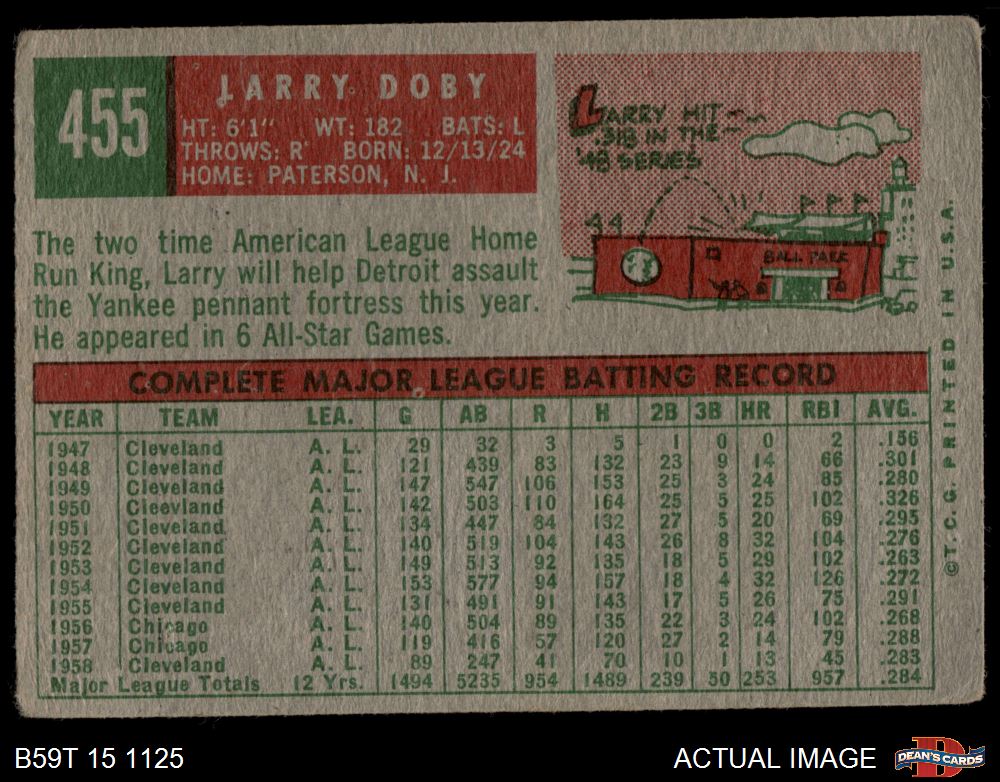 455
LARRY DOBY
HT: 6'1" WT: 182 BATS: L
THROWS: R BORN: 12/13/24
HOME: PATERSON, N. J.
LARRY HIT
.318 IN THE
'48 SERIES
The two time American League Home
Run King, Larry will help Detroit assault
the Yankee pennant fortress this year.
He appeared in 6 All-Star Games.
44
BALL PARK
COMPLETE MAJOR LEAGUE BATTING RECORD
YEAR TEAM LEA. G AB R H 2B 3B HR RBI AVG.
1947 Cleveland A. L. 29 32 3 5 1 0 0 2 .156
1948 Cleveland A. L. 121 439 83 132 23 9 14 66 .301
1949 Cleveland A. L. 147 547 106 153 25 3 24 85 .280
1950 Cleveland A. L. 142 503 110 164 25 5 25 102 .326
1951 Cleveland A. L. 134 447 84 132 27 5 20 69 .295
1952 Cleveland A. L. 140 519 104 143 26 8 32 104 .276
1953 Cleveland A. L. 149 513 92 135 18 5 29 102 .263
1954 Cleveland A. L. 153 577 94 157 18 4 32 126 .272
1955 Cleveland A. L. 131 491 91 143 17 5 26 75 .291
1956 Chicago A. L. 140 504 89 135 22 3 24 102 .268
1957 Chicago A. L. 119 416 57 120 27 2 14 79 .288
1958 Cleveland A. L. 89 247 41 70 10 1 13 45 .283
Major League Totals 12 Yrs. 1494 5235 954 1489 239 50 253 957 .284
©T. C. G. PRINTED IN U.S.A.
B59T 15 1125
ACTUAL IMAGE
D
DEAN'S CARDS